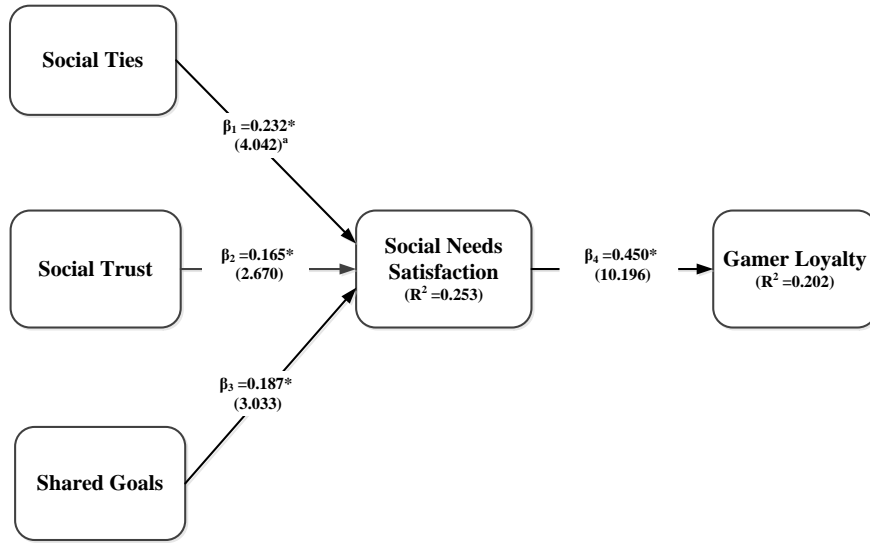 Social Ties
β₁ =0.232*
(4.042)ᵃ
Social Trust
β₂ =0.165*
(2.670)
Social Needs
Satisfaction
(R² =0.253)
β₄ =0.450*
(10.196)
Gamer Loyalty
(R² =0.202)
β₃ =0.187*
(3.033)
Shared Goals